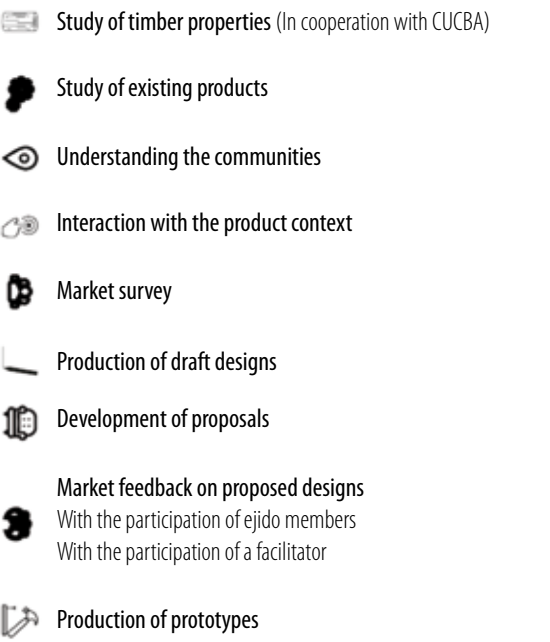 Study of timber properties (In cooperation with CUCBA)
Study of existing products
Understanding the communities
Interaction with the product context
Market survey
Production of draft designs
Development of proposals
Market feedback on proposed designs
With the participation of ejido members
With the participation of a facilitator
Production of prototypes